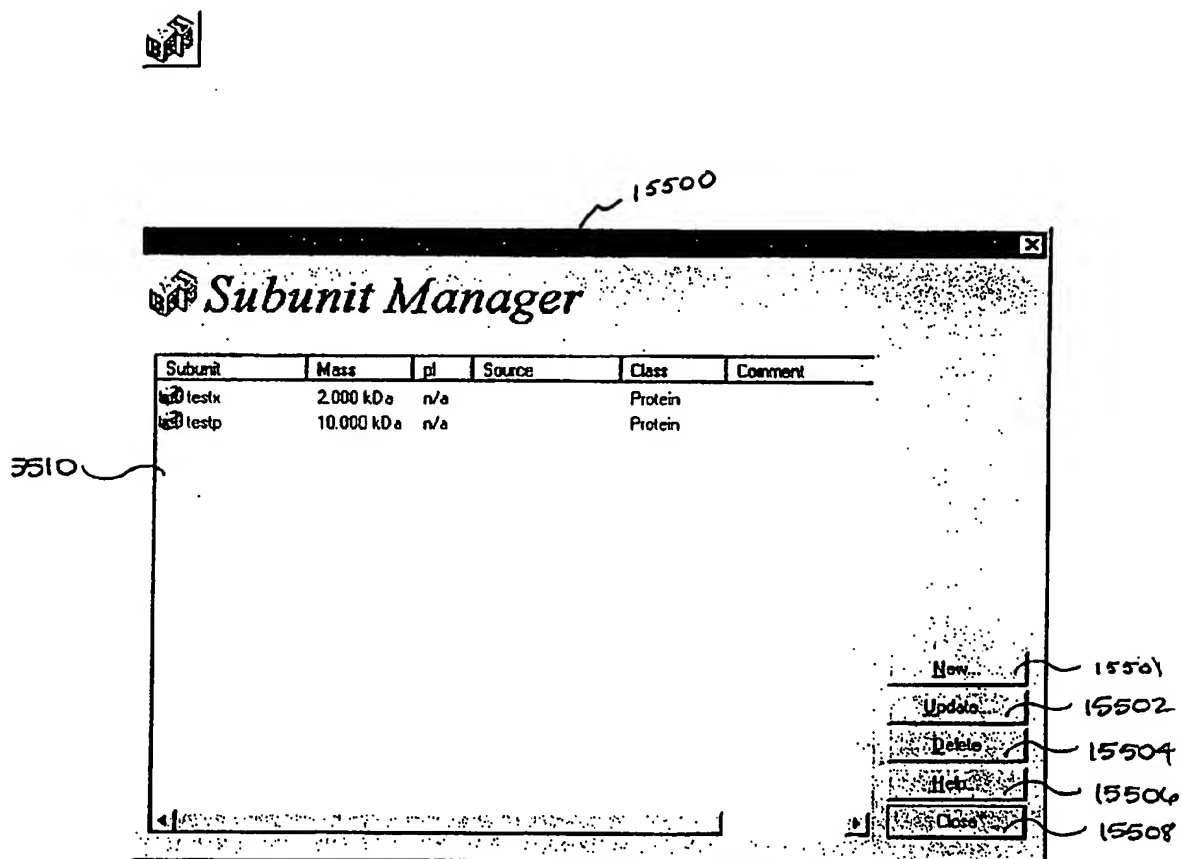 15500
Subunit Manager
Subunit Mass pI Source Class Comment
testx 2.000 kDa n/a Protein
testp 10.000 kDa n/a Protein
3510
New... 15501
Update... 15502
Delete 15504
Help... 15506
Close 15508